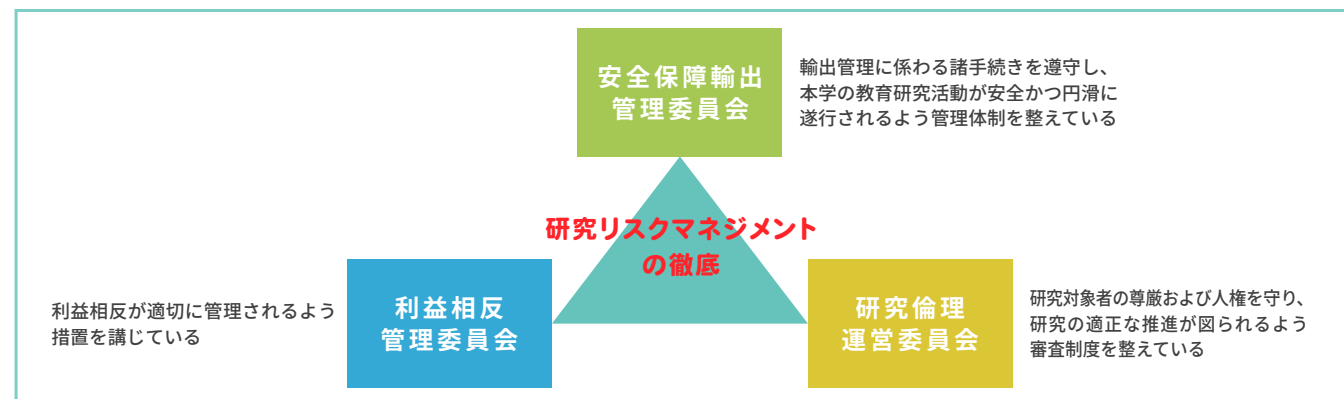 安全保障輸出
管理委員会
輸出管理に係わる諸手続きを遵守し、
本学の教育研究活動が安全かつ円滑に
遂行されるよう管理体制を整えている
研究リスクマネジメント
の徹底
利益相反が適切に管理されるよう
措置を講じている
利益相反
管理委員会
研究倫理
運営委員会
研究対象者の尊厳および人権を守り、
研究の適正な推進が図られるよう
審査制度を整えている